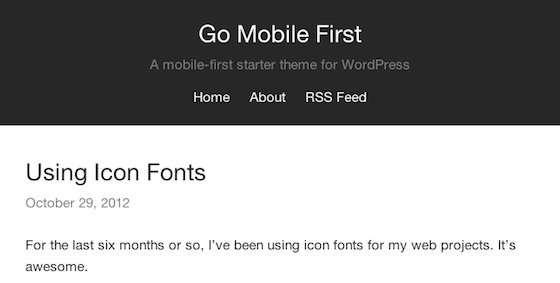 Go Mobile First
A mobile-first starter theme for WordPress
Home About RSS Feed
Using Icon Fonts
October 29, 2012
For the last six months or so, I’ve been using icon fonts for my web projects. It’s
awesome.